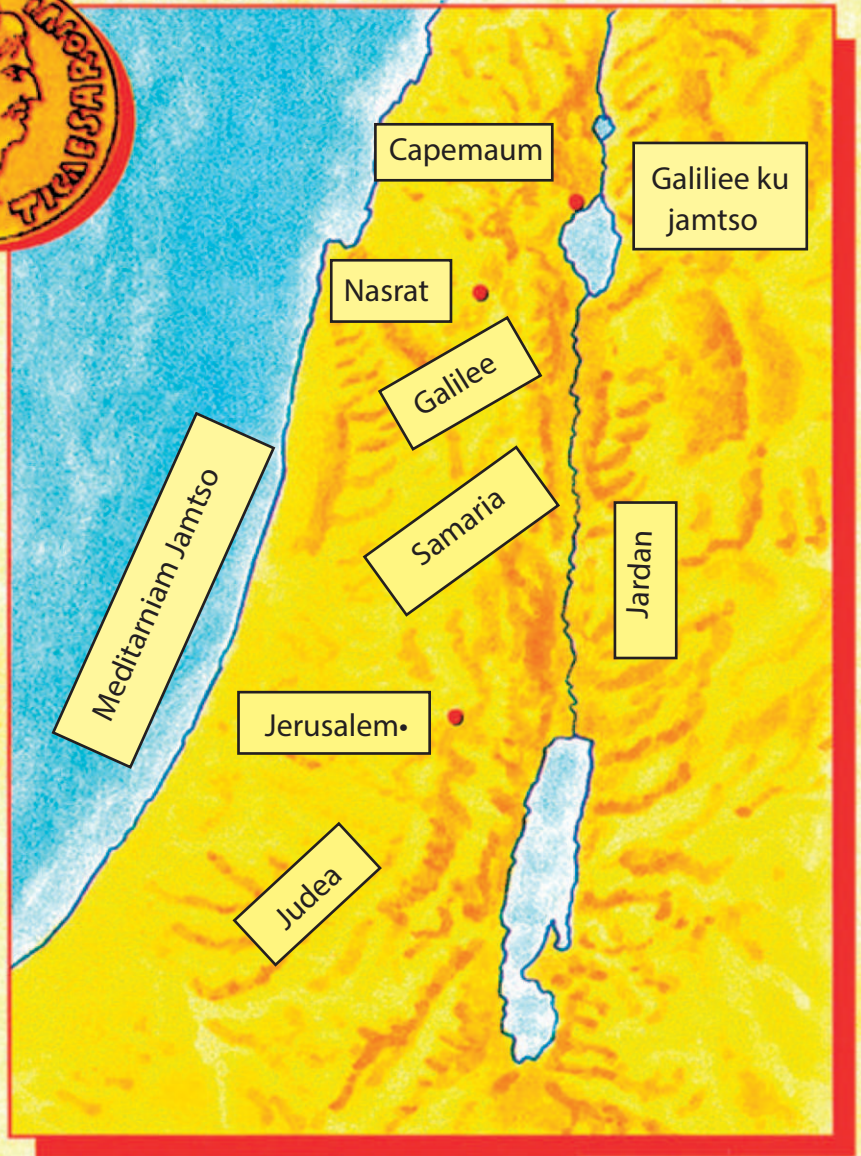 Capemaum
Galiliee ku
jamtso
Nasrat
Galilee
Samaria
Meditarniam Jamtso
Jardan
Jerusalem•
Judea